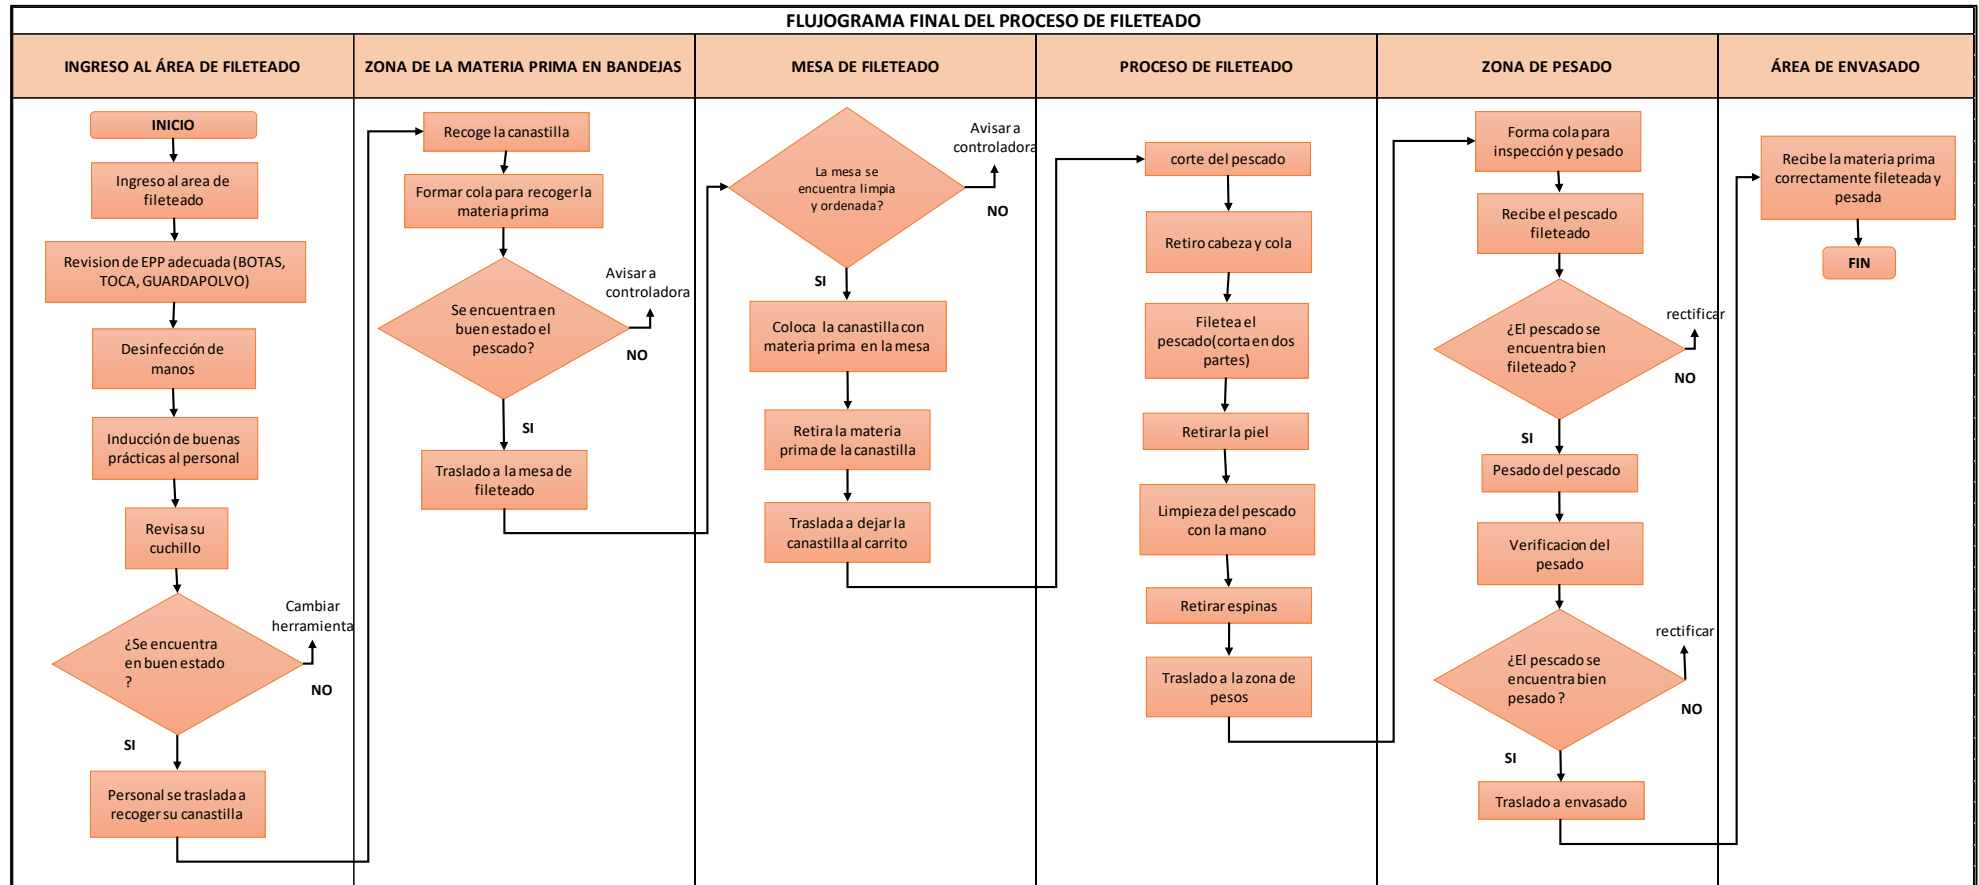 FLUJOGRAMA FINAL DEL PROCESO DE FILETEADO
INGRESO AL ÁREA DE FILETEADO
ZONA DE LA MATERIA PRIMA EN BANDEJAS
MESA DE FILETEADO
PROCESO DE FILETEADO
ZONA DE PESADO
ÁREA DE ENVASADO
INICIO
Ingreso al area de
fileteado
Revision de EPP adecuada (BOTAS,
TOCA, GUARDAPOLVO)
Desinfección de
manos
Inducción de buenas
prácticas al personal
Revisa su
cuchillo
¿Se encuentra
en buen estado
?
Cambiar
herramienta
NO
SI
Personal se traslada a
recoger su canastilla
Recoge la canastilla
Formar cola para recoger la
materia prima
Se encuentra en
buen estado el
pescado?
Avisar a
controladora
NO
SI
Traslado a la mesa de
fileteado
La mesa se
encuentra limpia
y ordenada?
Avisar a
controladora
NO
SI
Coloca la canastilla con
materia prima en la mesa
Retira la materia
prima de la canastilla
Traslada a dejar la
canastilla al carrito
corte del pescado
Retiro cabeza y cola
Filetea el
pescado(corta en dos
partes)
Retirar la piel
Limpieza del pescado
con la mano
Retirar espinas
Traslado a la zona de
pesos
Forma cola para
inspección y pesado
Recibe el pescado
fileteado
¿El pescado se
encuentra bien
fileteado ?
rectificar
NO
SI
Pesado del pescado
Verificacion del
pesado
¿El pescado se
encuentra bien
pesado ?
rectificar
NO
SI
Traslado a envasado
Recibe la materia prima
correctamente fileteada y
pesada
FIN